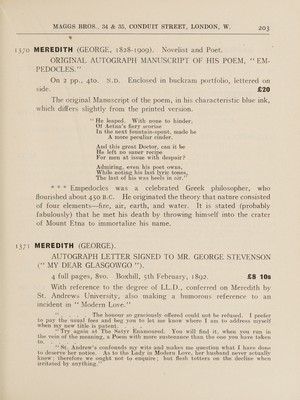 MAGGS BROS., 34 & 35, CONDUIT STREET, LONDON, W. 203
1370 MEREDITH (GEORGE, 1828-1909). Novelist and Poet.
ORIGINAL AUTOGRAPH MANUSCRIPT OF HIS POEM, "EM-
PEDOCLES."
On 2 pp., 4to. N.D. Enclosed in buckram portfolio, lettered on
side. £20
The original Manuscript of the poem, in his characteristic blue ink,
which differs slightly from the printed version.
"He leaped. With none to hinder,
Of Aetna's fiery scoriae
In the next fountain-spout, made he
A more peculiar cinder.
And this great Doctor, can it be
He left no saner recipe
For men at issue with despair?
Admiring, even his poet owns,
While noting his last lyric tones,
The last of him was heels in air."
*** Empedocles was a celebrated Greek philosopher, who
flourished about 450 B.C. He originated the theory that nature consisted
of four elements—fire, air, earth, and water. It is stated (probably
fabulously) that he met his death by throwing himself into the crater
of Mount Etna to immortalise his name.
1371 MEREDITH (GEORGE).
AUTOGRAPH LETTER SIGNED TO MR. GEORGE STEVENSON
("MY DEAR GLASGOWGO").
4 full pages, 8vo. Boxhill, 5th February, 1892. £8 10s
With reference to the degree of LL.D., conferred on Meredith by
St. Andrews University, also making a humorous reference to an
incident in "Modern Love."
The honour so graciously offered could not be refused. I prefer
to pay the usual fees and beg you to let me know where I am to address myself
when my new title is patent.
"Try again at The Satyr Enamoured. You will find it, when you run in
the vein of the meaning, a Poem with more sustenance than the one you have taken
to.
"St. Andrew's confounds my wits and makes me question what I have done
to deserve her notice. As to the Lady in Modern Love, her husband never actually
knew; therefore we ought not to enquire; but flesh totters on the decline when
irritated by anything."